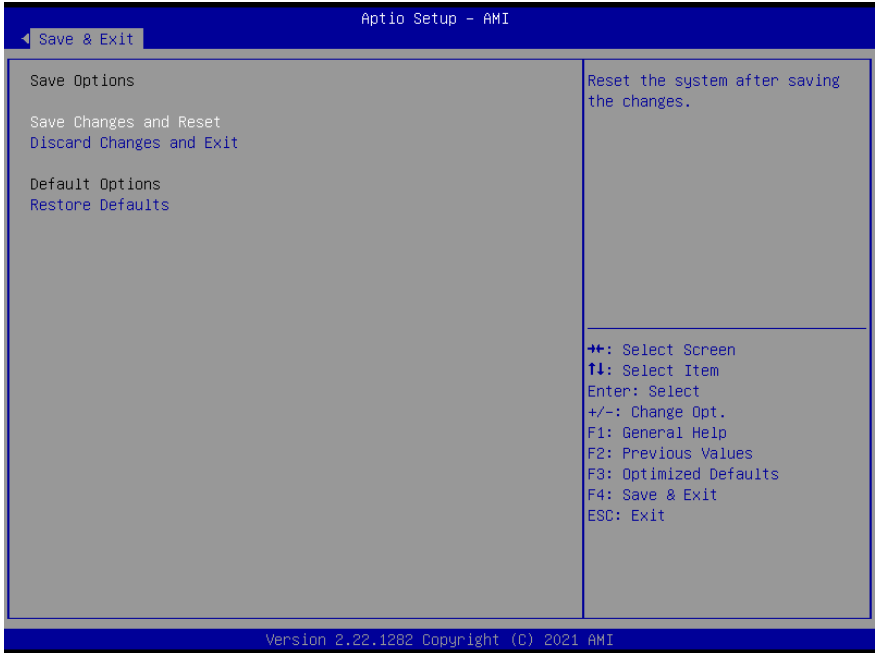 Aptio Setup – AMI
Save & Exit
Save Options
Save Changes and Reset
Discard Changes and Exit
Default Options
Restore Defaults
Reset the system after saving
the changes.
→←: Select Screen
↑↓: Select Item
Enter: Select
+/-: Change Opt.
F1: General Help
F2: Previous Values
F3: Optimized Defaults
F4: Save & Exit
ESC: Exit
Version 2.22.1282 Copyright (C) 2021 AMI